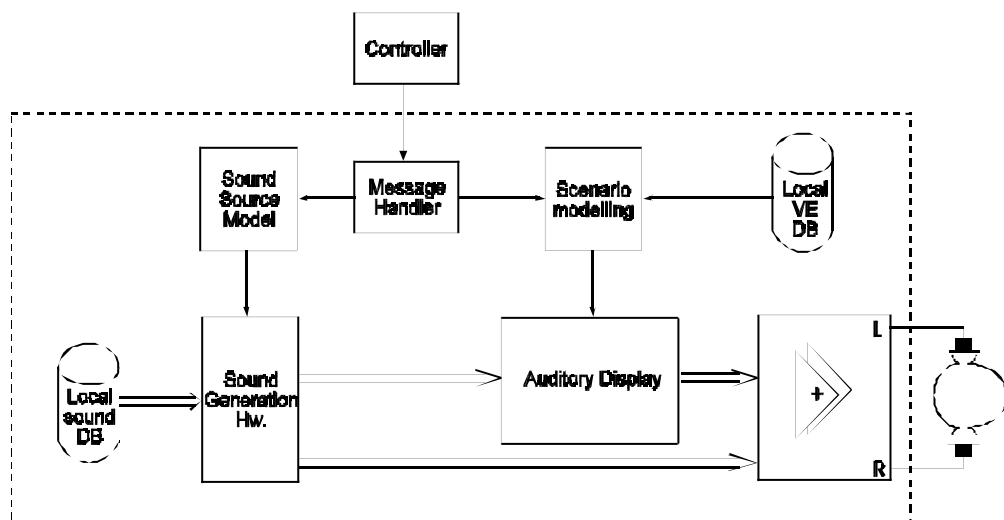 Controller
Sound
Source
Model
Message
Handler
Scenario
modelling
Local
VE
DB
Local
sound
DB
Sound
Generation
Hw.
Auditory Display
+
L
R